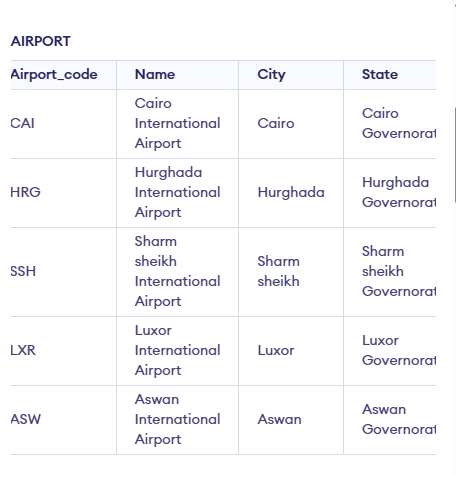 AIRPORT
Airport_code Name City State
CAI Cairo International Airport Cairo Cairo Governorat
HRG Hurghada International Airport Hurghada Hurghada Governorat
SSH Sharm sheikh International Airport Sharm sheikh Sharm sheikh Governorat
LXR Luxor International Airport Luxor Luxor Governorat
ASW Aswan International Airport Aswan Aswan Governorat